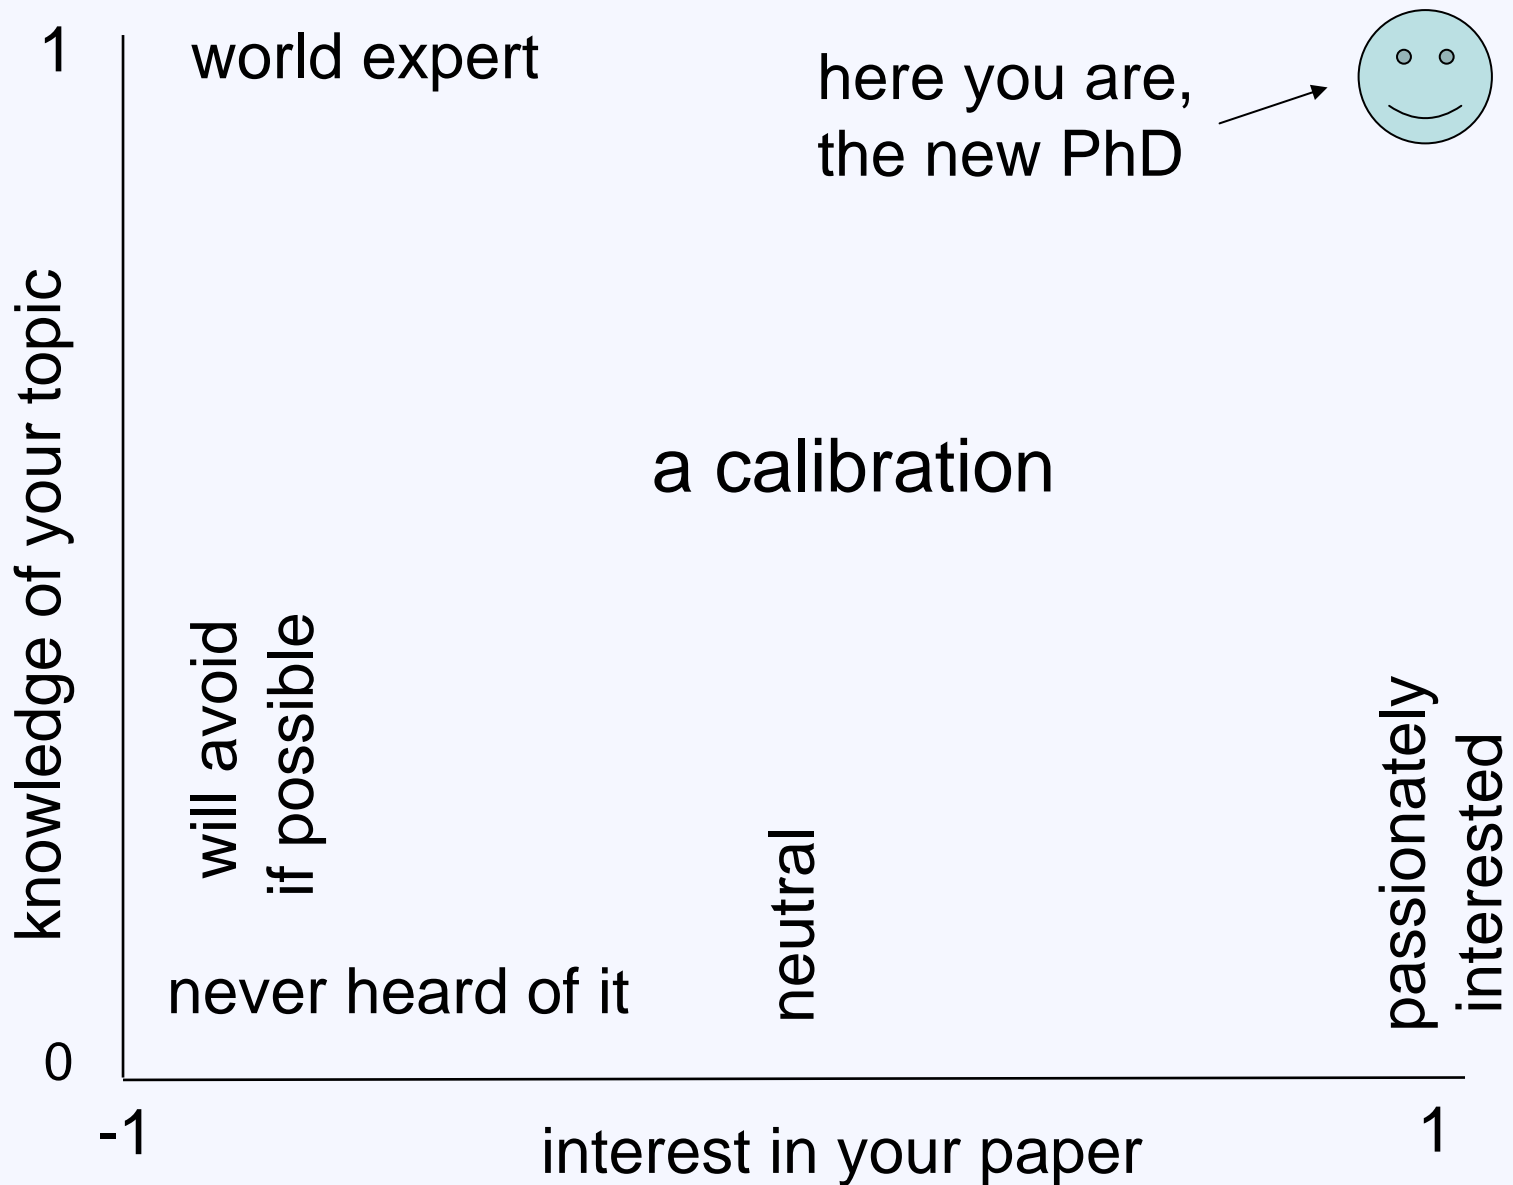 1
world expert
here you are,
the new PhD
knowledge of your topic
a calibration
will avoid
if possible
neutral
passionately
interested
never heard of it
0
-1
interest in your paper
1